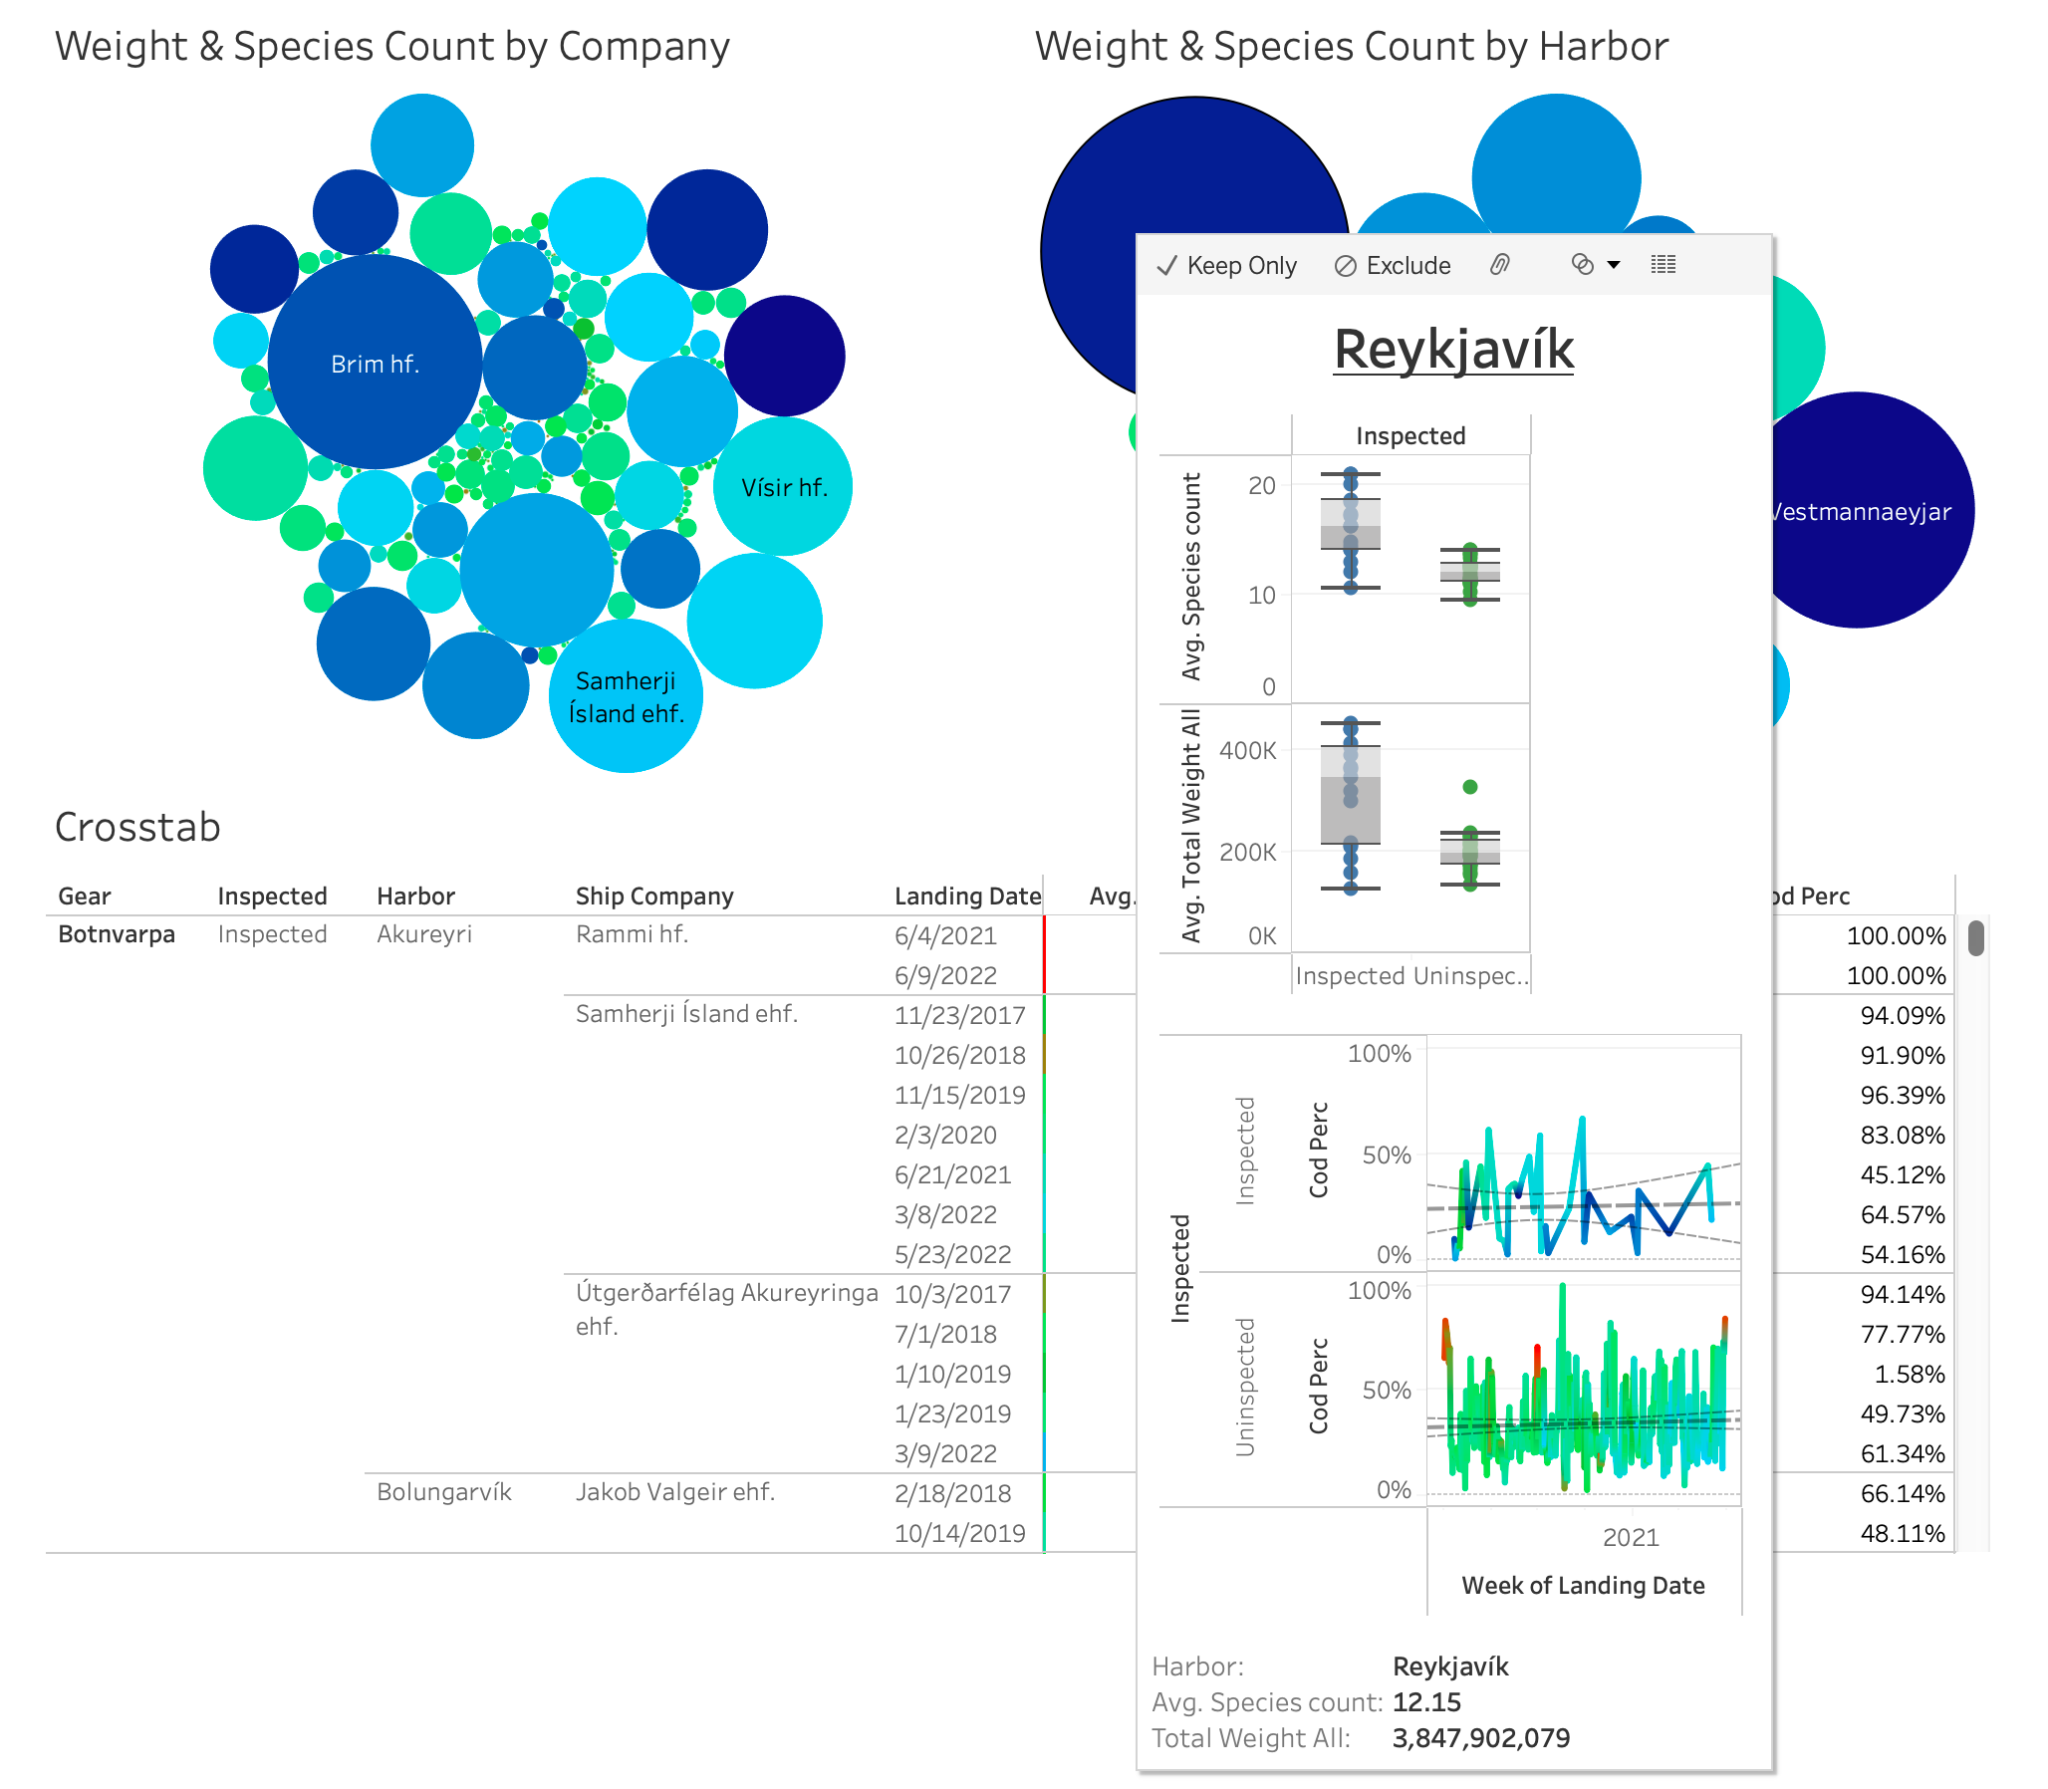 Weight & Species Count by Company
Weight & Species Count by Harbor
Brim hf.
Vísir hf.
Samherji
Ísland ehf.
Vestmannaeyjar
Keep Only Exclude
Reykjavík
Inspected
Avg. Species count
20
10
0
Avg. Total Weight All
400K
200K
0K
Inspected Uninspec..
Inspected
Inspected
Cod Perc
100%
50%
0%
Uninspected
Cod Perc
100%
50%
0%
2021
Week of Landing Date
Harbor: Reykjavík
Avg. Species count: 12.15
Total Weight All: 3,847,902,079
Crosstab
Gear Inspected Harbor Ship Company Landing Date Avg. od Perc
Botnvarpa Inspected Akureyri Rammi hf. 6/4/2021 100.00%
6/9/2022 100.00%
Samherji Ísland ehf. 11/23/2017 94.09%
10/26/2018 91.90%
11/15/2019 96.39%
2/3/2020 83.08%
6/21/2021 45.12%
3/8/2022 64.57%
5/23/2022 54.16%
Útgerðarfélag Akureyringa 10/3/2017 94.14%
ehf. 7/1/2018 77.77%
1/10/2019 1.58%
1/23/2019 49.73%
3/9/2022 61.34%
Bolungarvík Jakob Valgeir ehf. 2/18/2018 66.14%
10/14/2019 48.11%